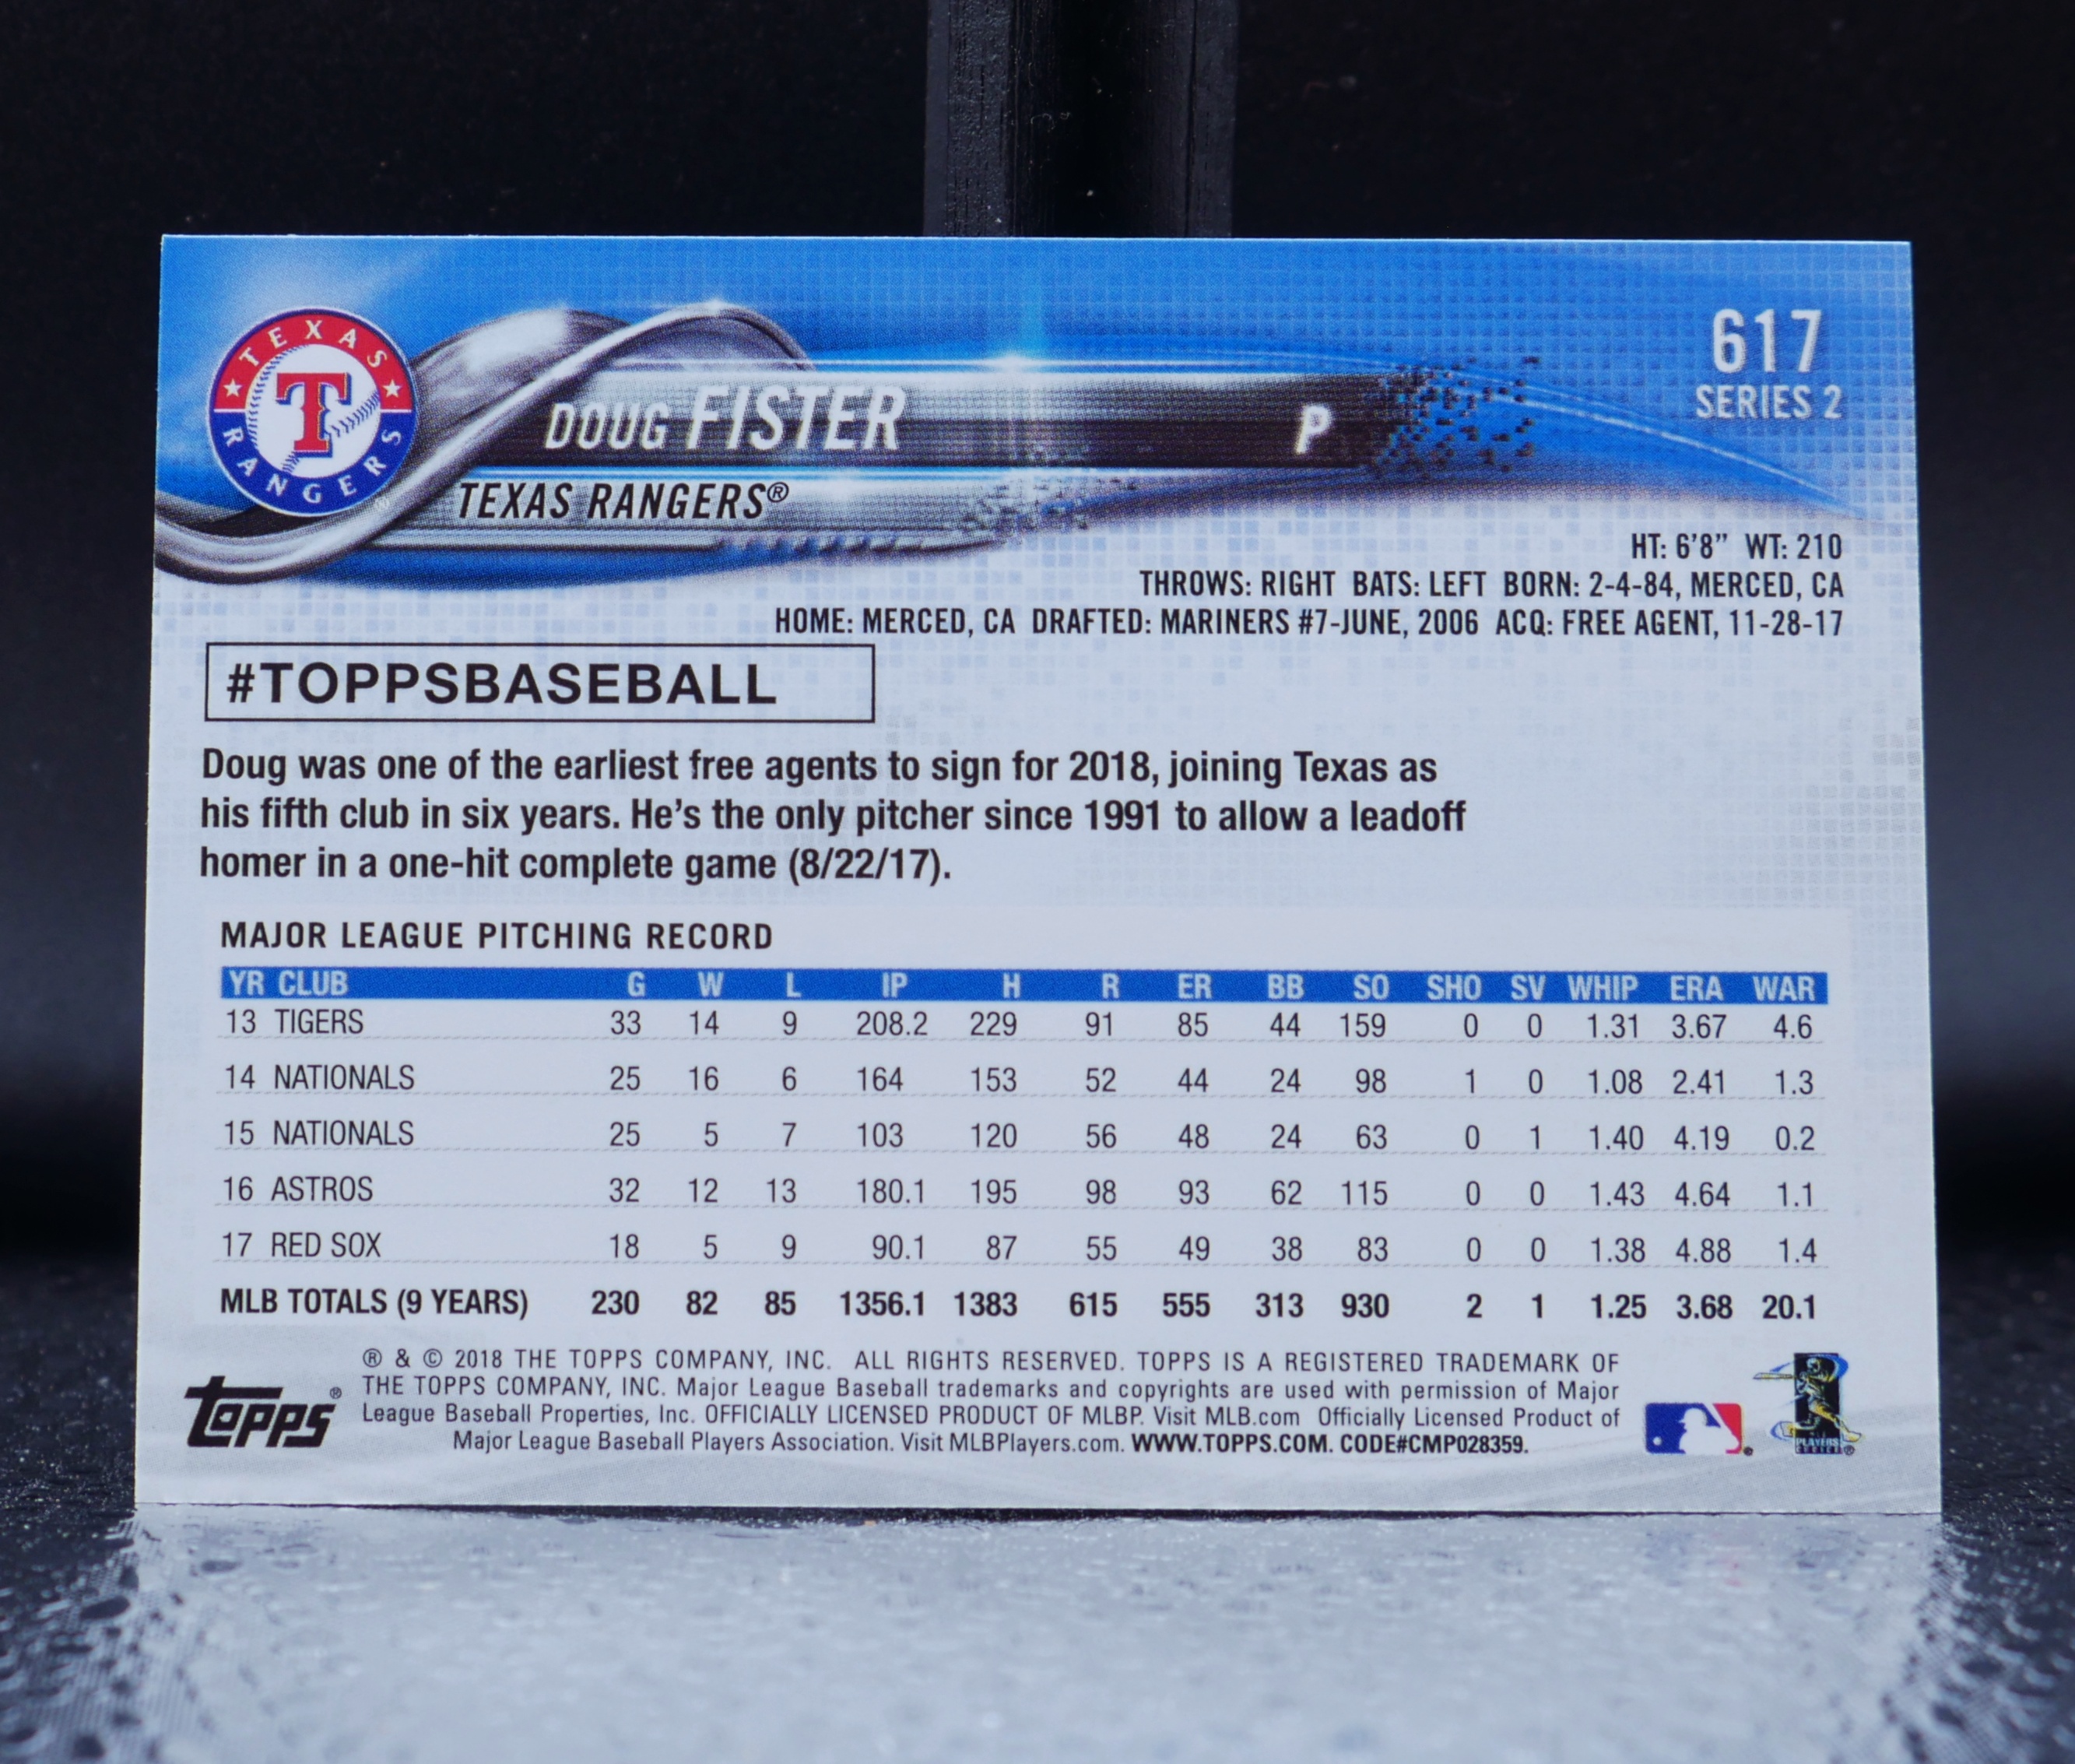 TEXAS RANGERS
T
DOUG FISTER P
TEXAS RANGERS®
617
SERIES 2
HT: 6'8" WT: 210
THROWS: RIGHT BATS: LEFT BORN: 2-4-84, MERCED, CA
HOME: MERCED, CA DRAFTED: MARINERS #7-JUNE, 2006 ACQ: FREE AGENT, 11-28-17
#TOPPSBASEBALL
Doug was one of the earliest free agents to sign for 2018, joining Texas as
his fifth club in six years. He's the only pitcher since 1991 to allow a leadoff
homer in a one-hit complete game (8/22/17).
MAJOR LEAGUE PITCHING RECORD
YR CLUB G W L IP H R ER BB SO SHO SV WHIP ERA WAR
13 TIGERS 33 14 9 208.2 229 91 85 44 159 0 0 1.31 3.67 4.6
14 NATIONALS 25 16 6 164 153 52 44 24 98 1 0 1.08 2.41 1.3
15 NATIONALS 25 5 7 103 120 56 48 24 63 0 1 1.40 4.19 0.2
16 ASTROS 32 12 13 180.1 195 98 93 62 115 0 0 1.43 4.64 1.1
17 RED SOX 18 5 9 90.1 87 55 49 38 83 0 0 1.38 4.88 1.4
MLB TOTALS (9 YEARS) 230 82 85 1356.1 1383 615 555 313 930 2 1 1.25 3.68 20.1
topps®
® & © 2018 THE TOPPS COMPANY, INC. ALL RIGHTS RESERVED. TOPPS IS A REGISTERED TRADEMARK OF
THE TOPPS COMPANY, INC. Major League Baseball trademarks and copyrights are used with permission of Major
League Baseball Properties, Inc. OFFICIALLY LICENSED PRODUCT OF MLBP. Visit MLB.com Officially Licensed Product of
Major League Baseball Players Association. Visit MLBPlayers.com. WWW.TOPPS.COM. CODE#CMP028359.
PLAYERS
CHOICE®